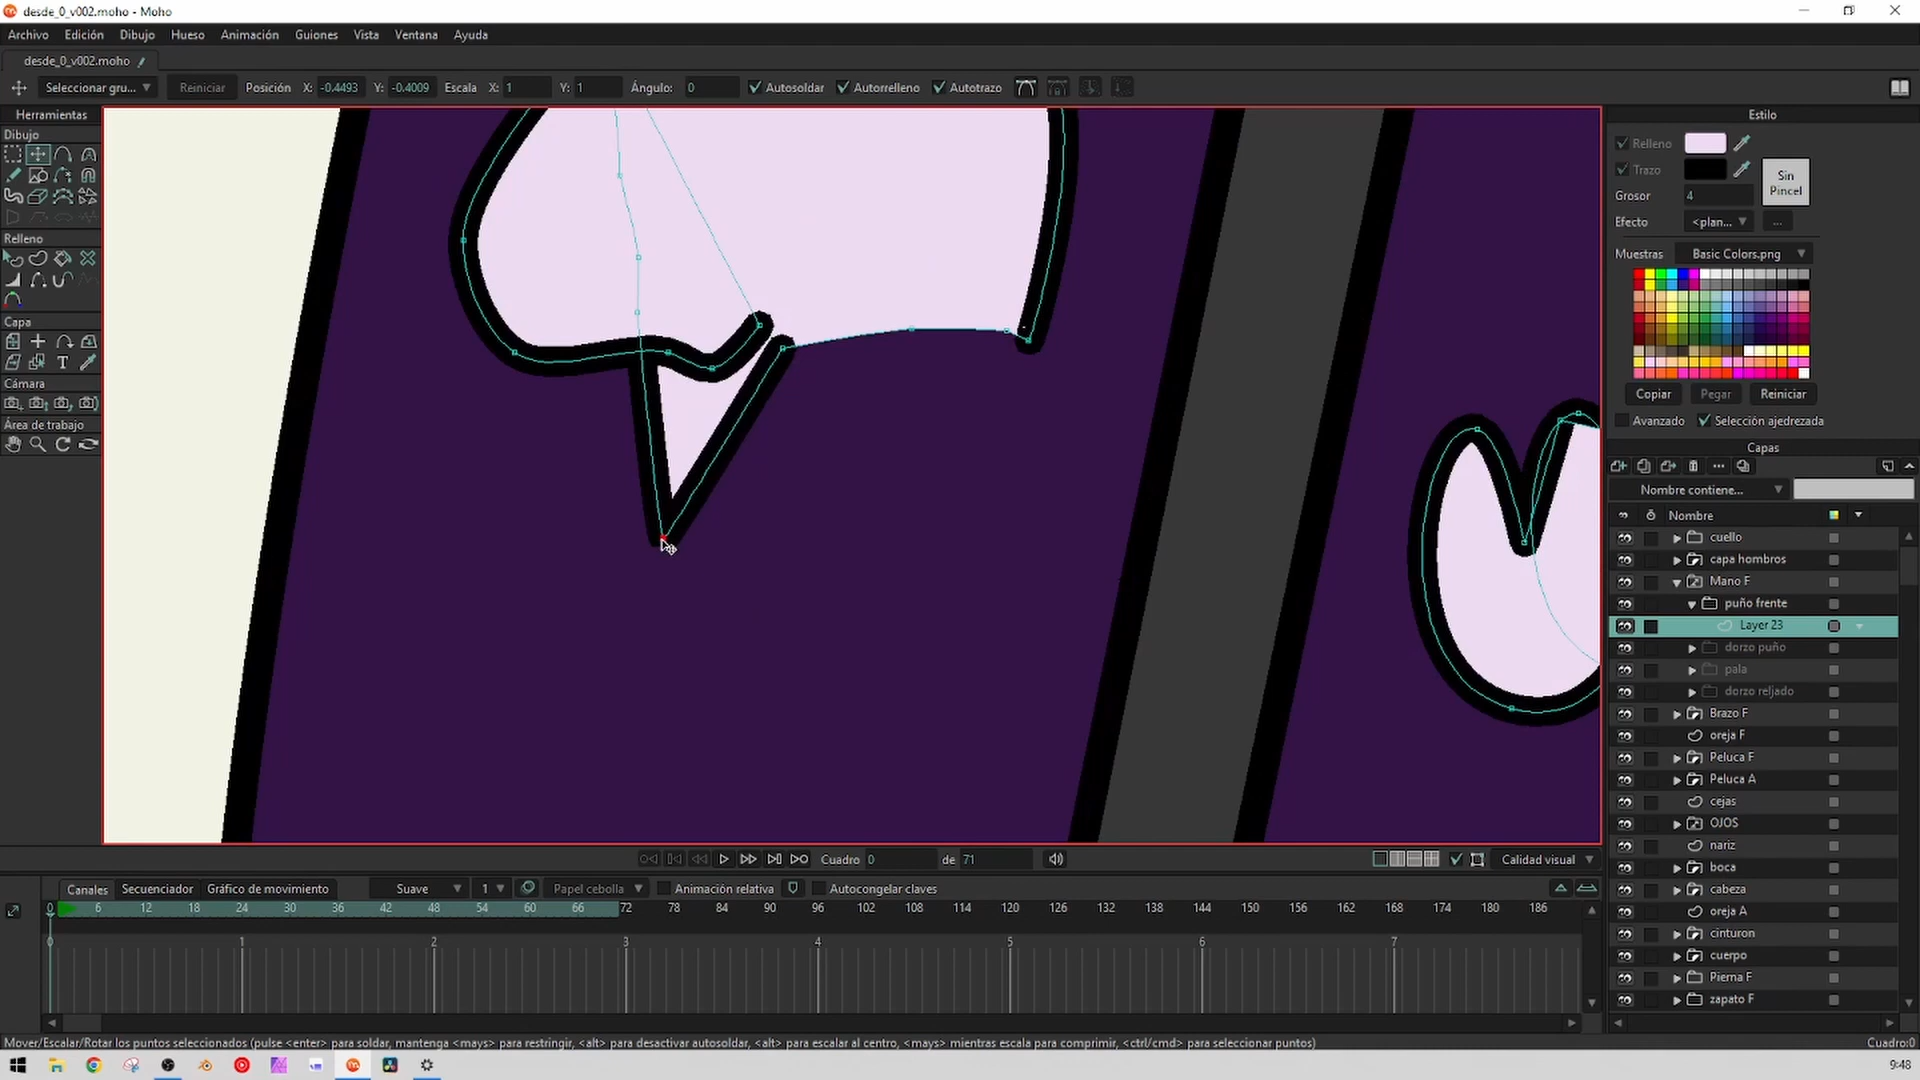 desde_0_v002.moho - Moho
Archivo Edición Dibujo Hueso Animación Guiones Vista Ventana Ayuda
desde_0_v002.moho
Seleccionar gru... Reiniciar Posición X: -0.4493 Y: -0.4009 Escala X: 1 Y: 1 Ángulo: 0 Autosoldar Autorrelleno Autotrazo
Herramientas
Dibujo
Relleno
Capa
Cámara
Área de trabajo
Estilo
Relleno
Trazo
Sin Pincel
Grosor 4
Efecto <plan... ...
Muestras Basic Colors.png
Copiar Pegar Reiniciar
Avanzado Selección ajedrezada
Capas
Nombre contiene...
Nombre
cuello
capa hombros
Mano F
puño frente
Layer 23
dorzo puño
pala
dorzo reljado
Brazo F
oreja F
Peluca F
Peluca A
cejas
OJOS
nariz
boca
cabeza
oreja A
cinturon
cuerpo
Pierna F
zapato F
Cuadro 0 de 71 Calidad visual
Canales Secuenciador Gráfico de movimiento Suave 1 Papel cebolla Animación relativa Autocongelar claves
0 6 12 18 24 30 36 42 48 54 60 66 72 78 84 90 96 102 108 114 120 126 132 138 144 150 156 162 168 174 180 186
0 1 2 3 4 5 6 7
Mover/Escalar/Rotar los puntos seleccionados (pulse <enter> para soldar, mantenga <mays> para restringir, <alt> para desactivar autosoldar, <alt> para escalar al centro, <mays> mientras escala para comprimir, <ctrl/cmd> para seleccionar puntos) Cuadro:0
9:48